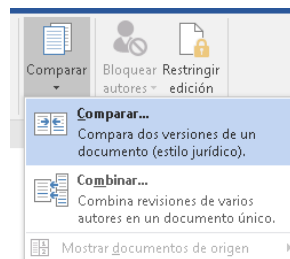 Comparar
Bloquear
autores
Restringir
edición
Comparar...
Compara dos versiones de un
documento (estilo jurídico).
Combinar...
Combina revisiones de varios
autores en un documento único.
Mostrar documentos de origen